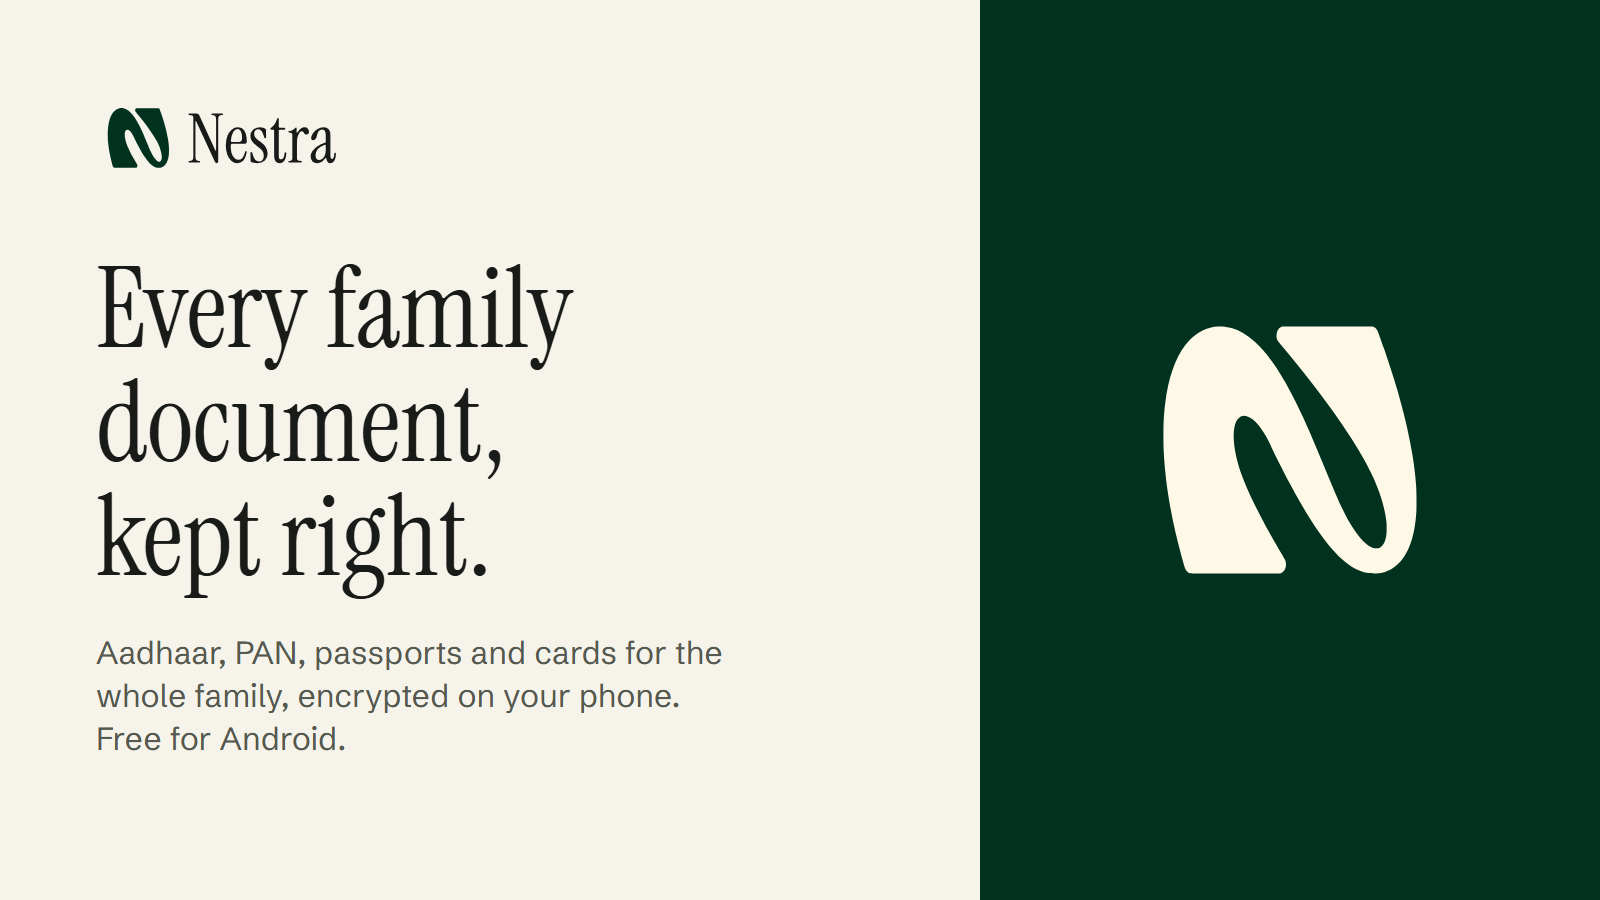 Nestra
Every family
document,
kept right.
Aadhaar, PAN, passports and cards for the
whole family, encrypted on your phone.
Free for Android.